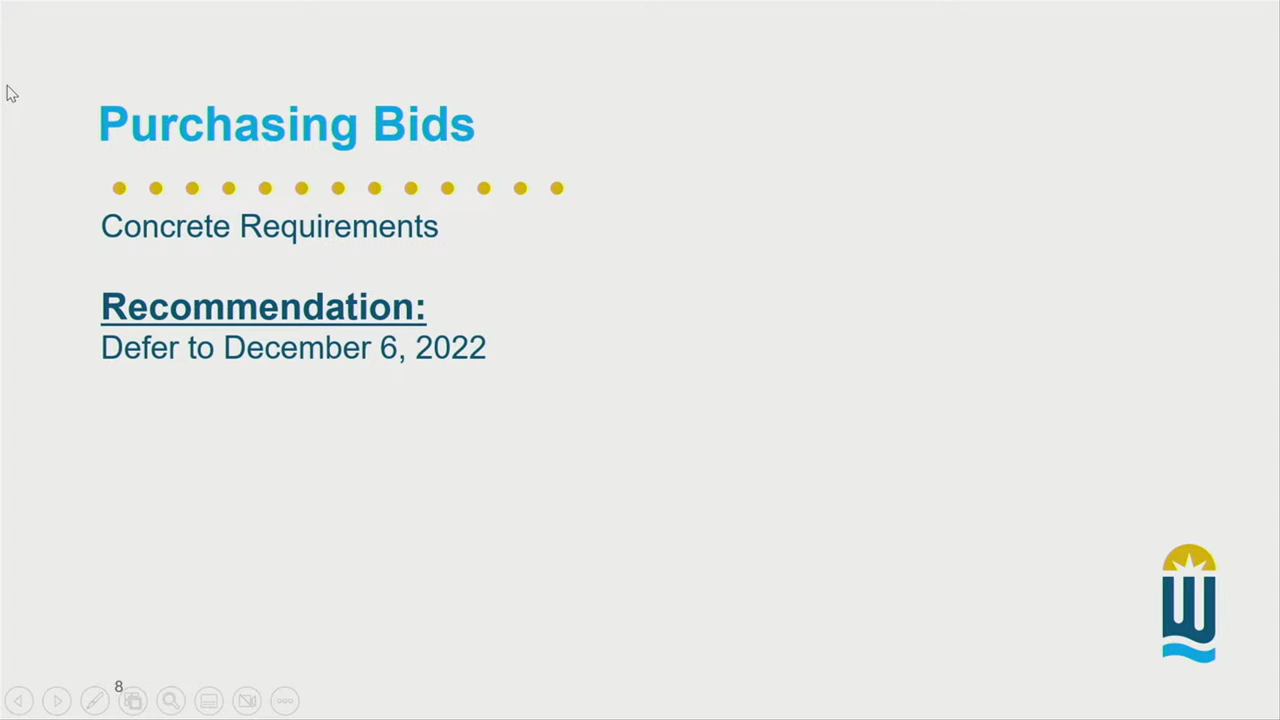 Purchasing Bids
Concrete Requirements
Recommendation:
Defer to December 6, 2022
W
8